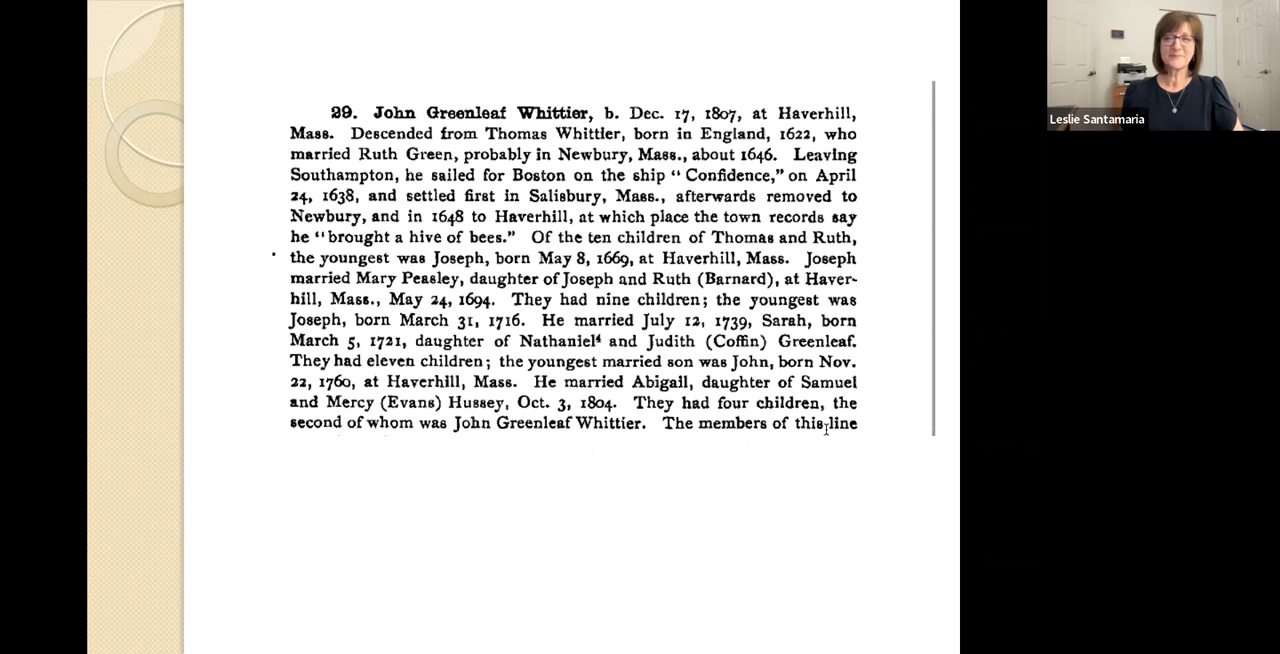 29. John Greenleaf Whittier, b. Dec. 17, 1807, at Haverhill,
Mass. Descended from Thomas Whittier, born in England, 1622, who
married Ruth Green, probably in Newbury, Mass., about 1646. Leaving
Southampton, he sailed for Boston on the ship “ Confidence,” on April
24, 1638, and settled first in Salisbury, Mass., afterwards removed to
Newbury, and in 1648 to Haverhill, at which place the town records say
he “brought a hive of bees.” Of the ten children of Thomas and Ruth,
the youngest was Joseph, born May 8, 1669, at Haverhill, Mass. Joseph
married Mary Peasley, daughter of Joseph and Ruth (Barnard), at Haver-
hill, Mass., May 24, 1694. They had nine children; the youngest was
Joseph, born March 31, 1716. He married July 12, 1739, Sarah, born
March 5, 1721, daughter of Nathaniel⁴ and Judith (Coffin) Greenleaf.
They had eleven children; the youngest married son was John, born Nov.
22, 1760, at Haverhill, Mass. He married Abigail, daughter of Samuel
and Mercy (Evans) Hussey, Oct. 3, 1804. They had four children, the
second of whom was John Greenleaf Whittier. The members of this line
Leslie Santamaria